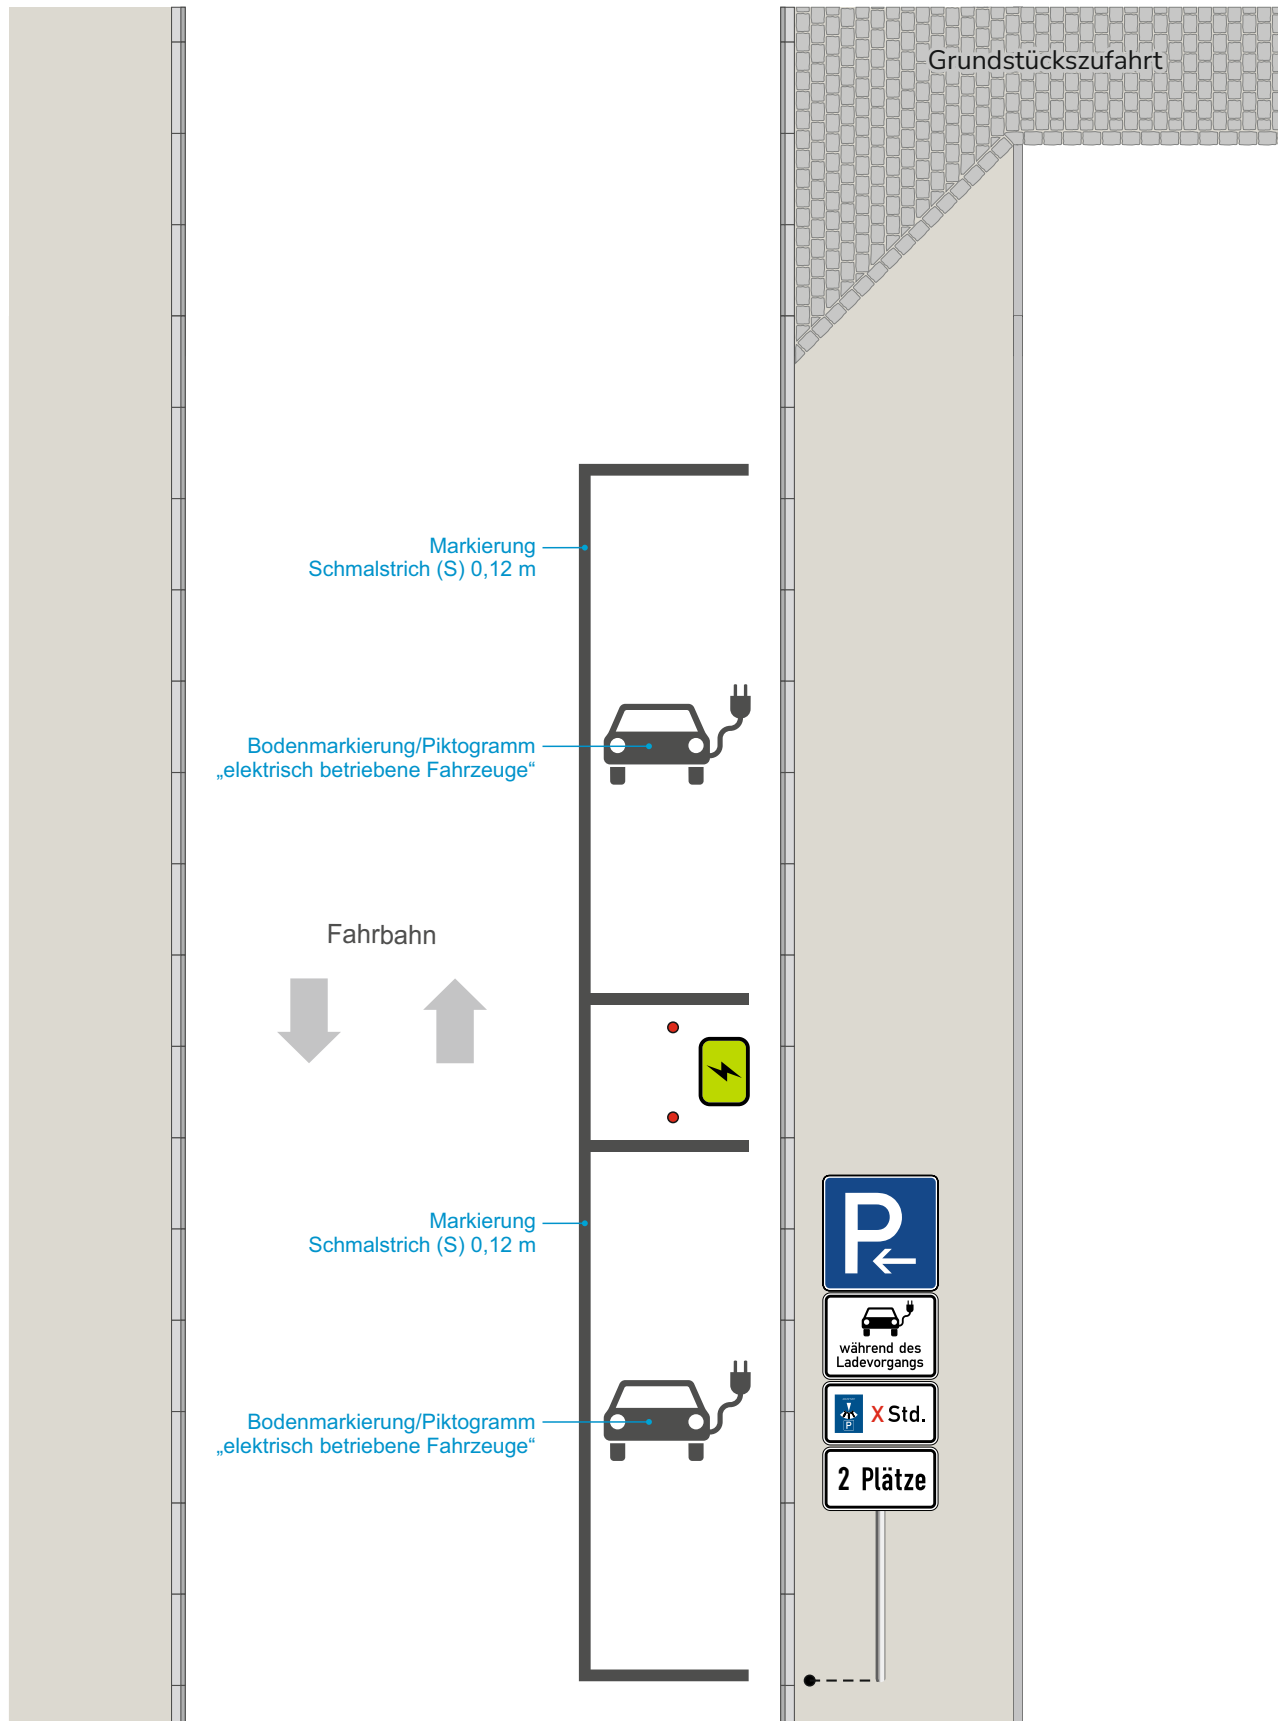 Grundstückszufahrt
Markierung
Schmalstrich (S) 0,12 m
Bodenmarkierung/Piktogramm
„elektrisch betriebene Fahrzeuge“
Fahrbahn
Markierung
Schmalstrich (S) 0,12 m
P
während des
Ladevorgangs
Bodenmarkierung/Piktogramm
„elektrisch betriebene Fahrzeuge“
P
X Std.
2 Plätze